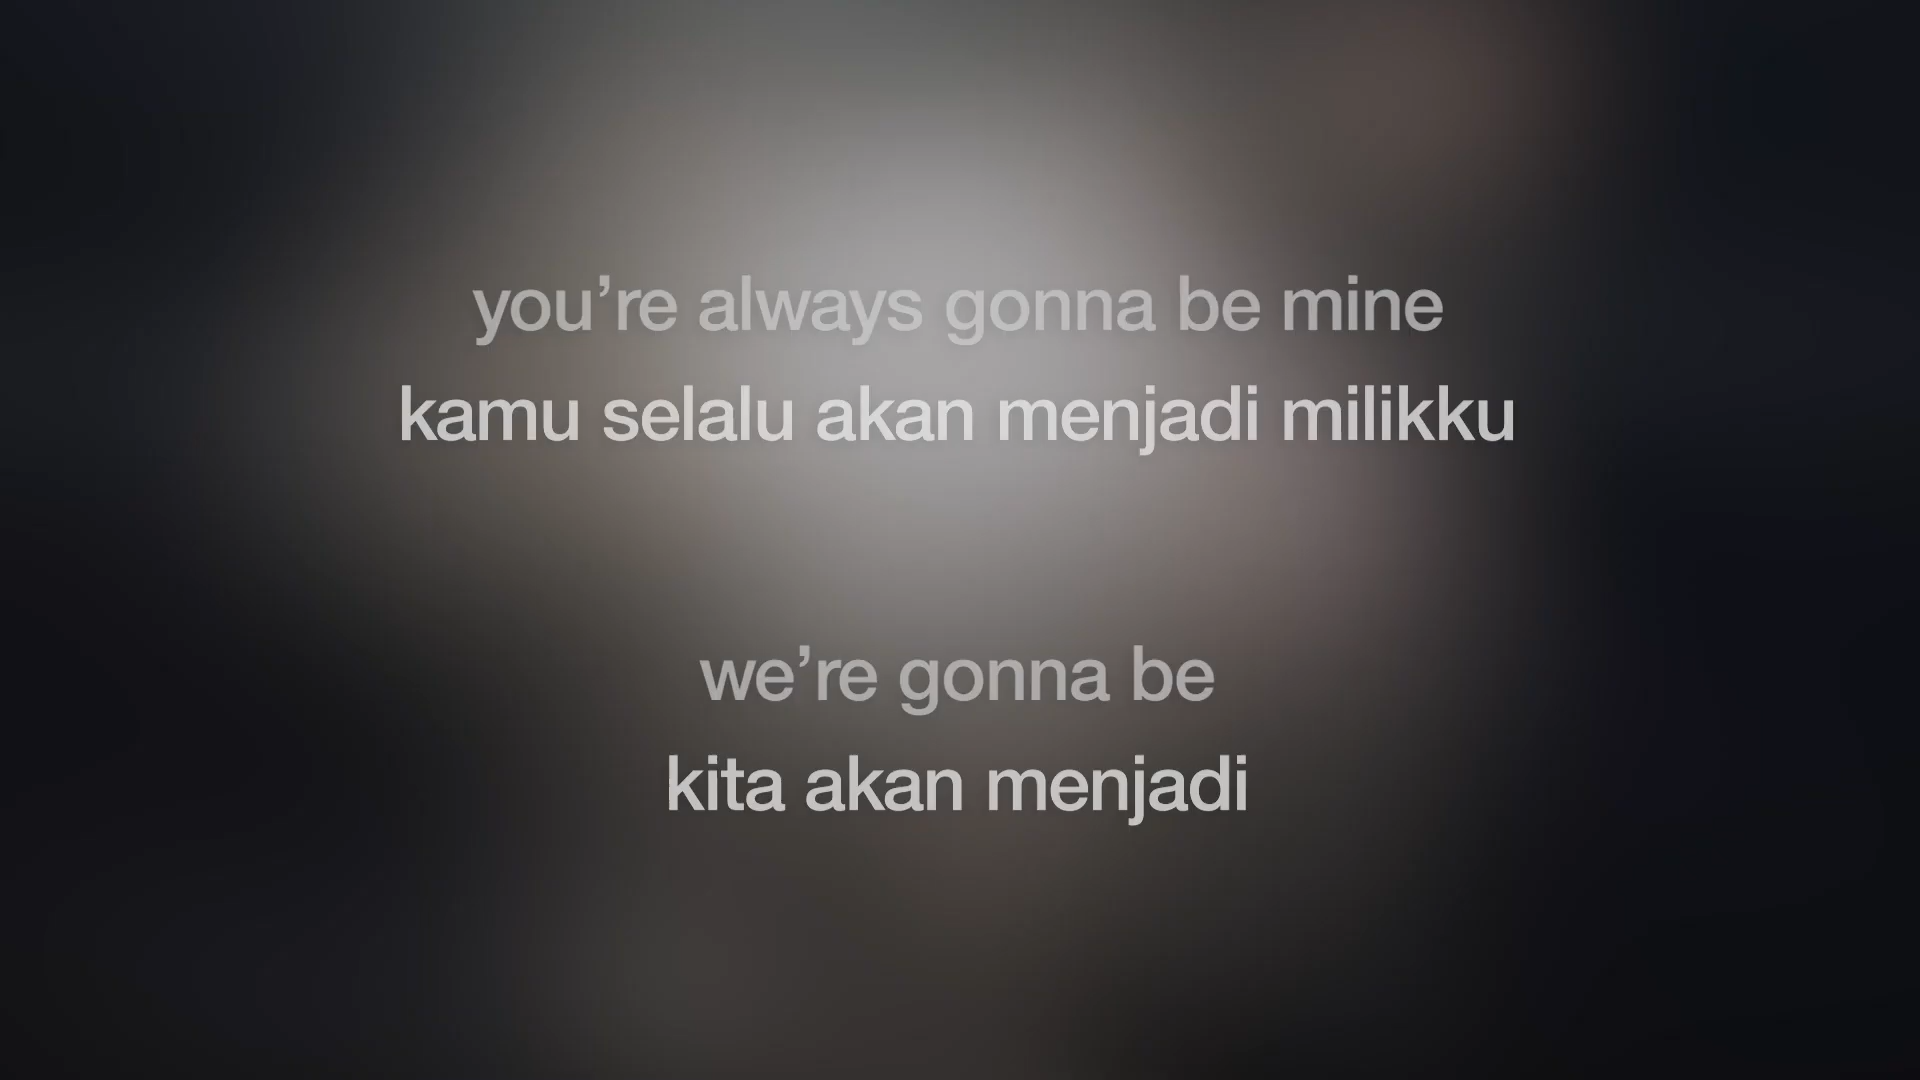 you’re always gonna be mine
kamu selalu akan menjadi milikku
we’re gonna be
kita akan menjadi